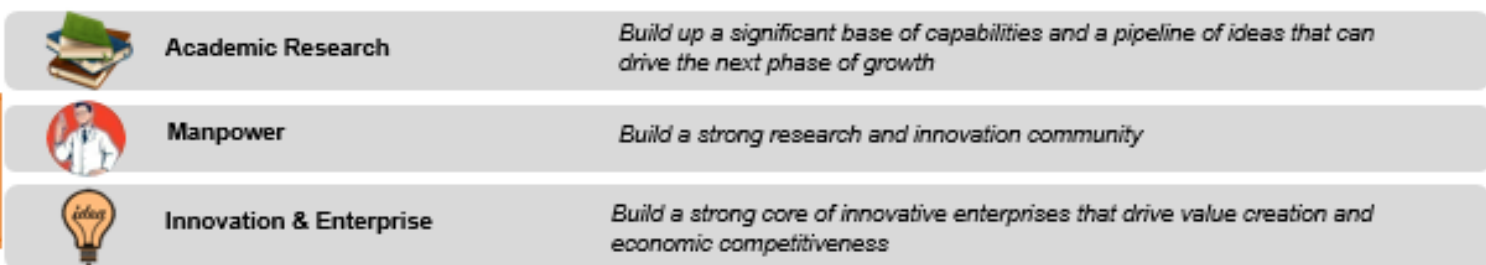 Academic Research
Build up a significant base of capabilities and a pipeline of ideas that can
drive the next phase of growth
Manpower
Build a strong research and innovation community
idea
Innovation & Enterprise
Build a strong core of innovative enterprises that drive value creation and
economic competitiveness